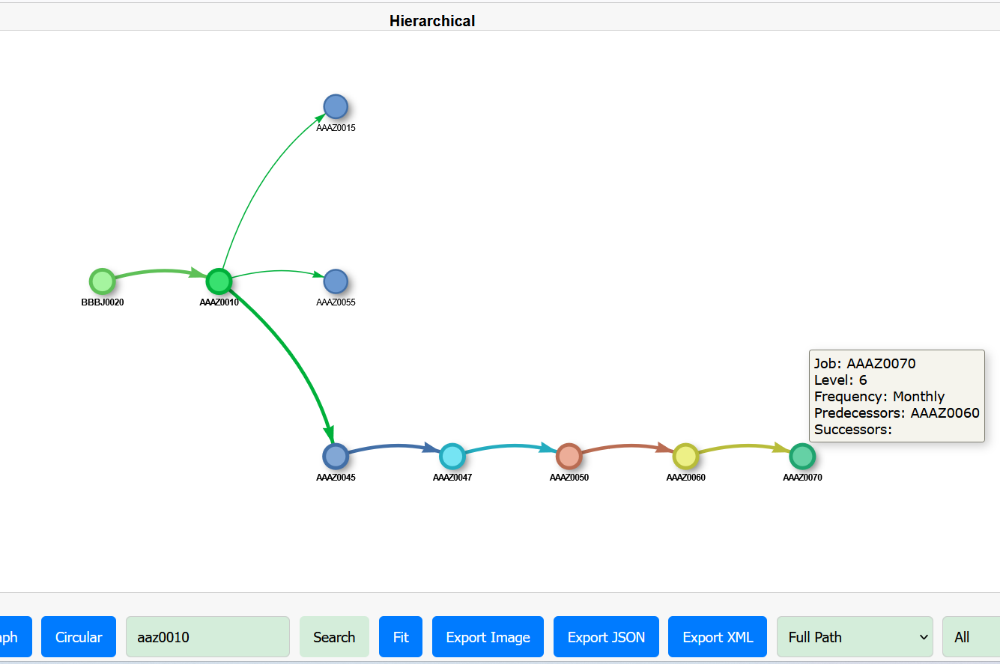 Hierarchical
AAAZ0015
BBBJ0020
AAAZ0010
AAAZ0055
Job: AAAZ0070
Level: 6
Frequency: Monthly
Predecessors: AAAZ0060
Successors:
AAAZ0045
AAAZ0047
AAAZ0050
AAAZ0060
AAAZ0070
aph
Circular
aaz0010
Search
Fit
Export Image
Export JSON
Export XML
Full Path
All